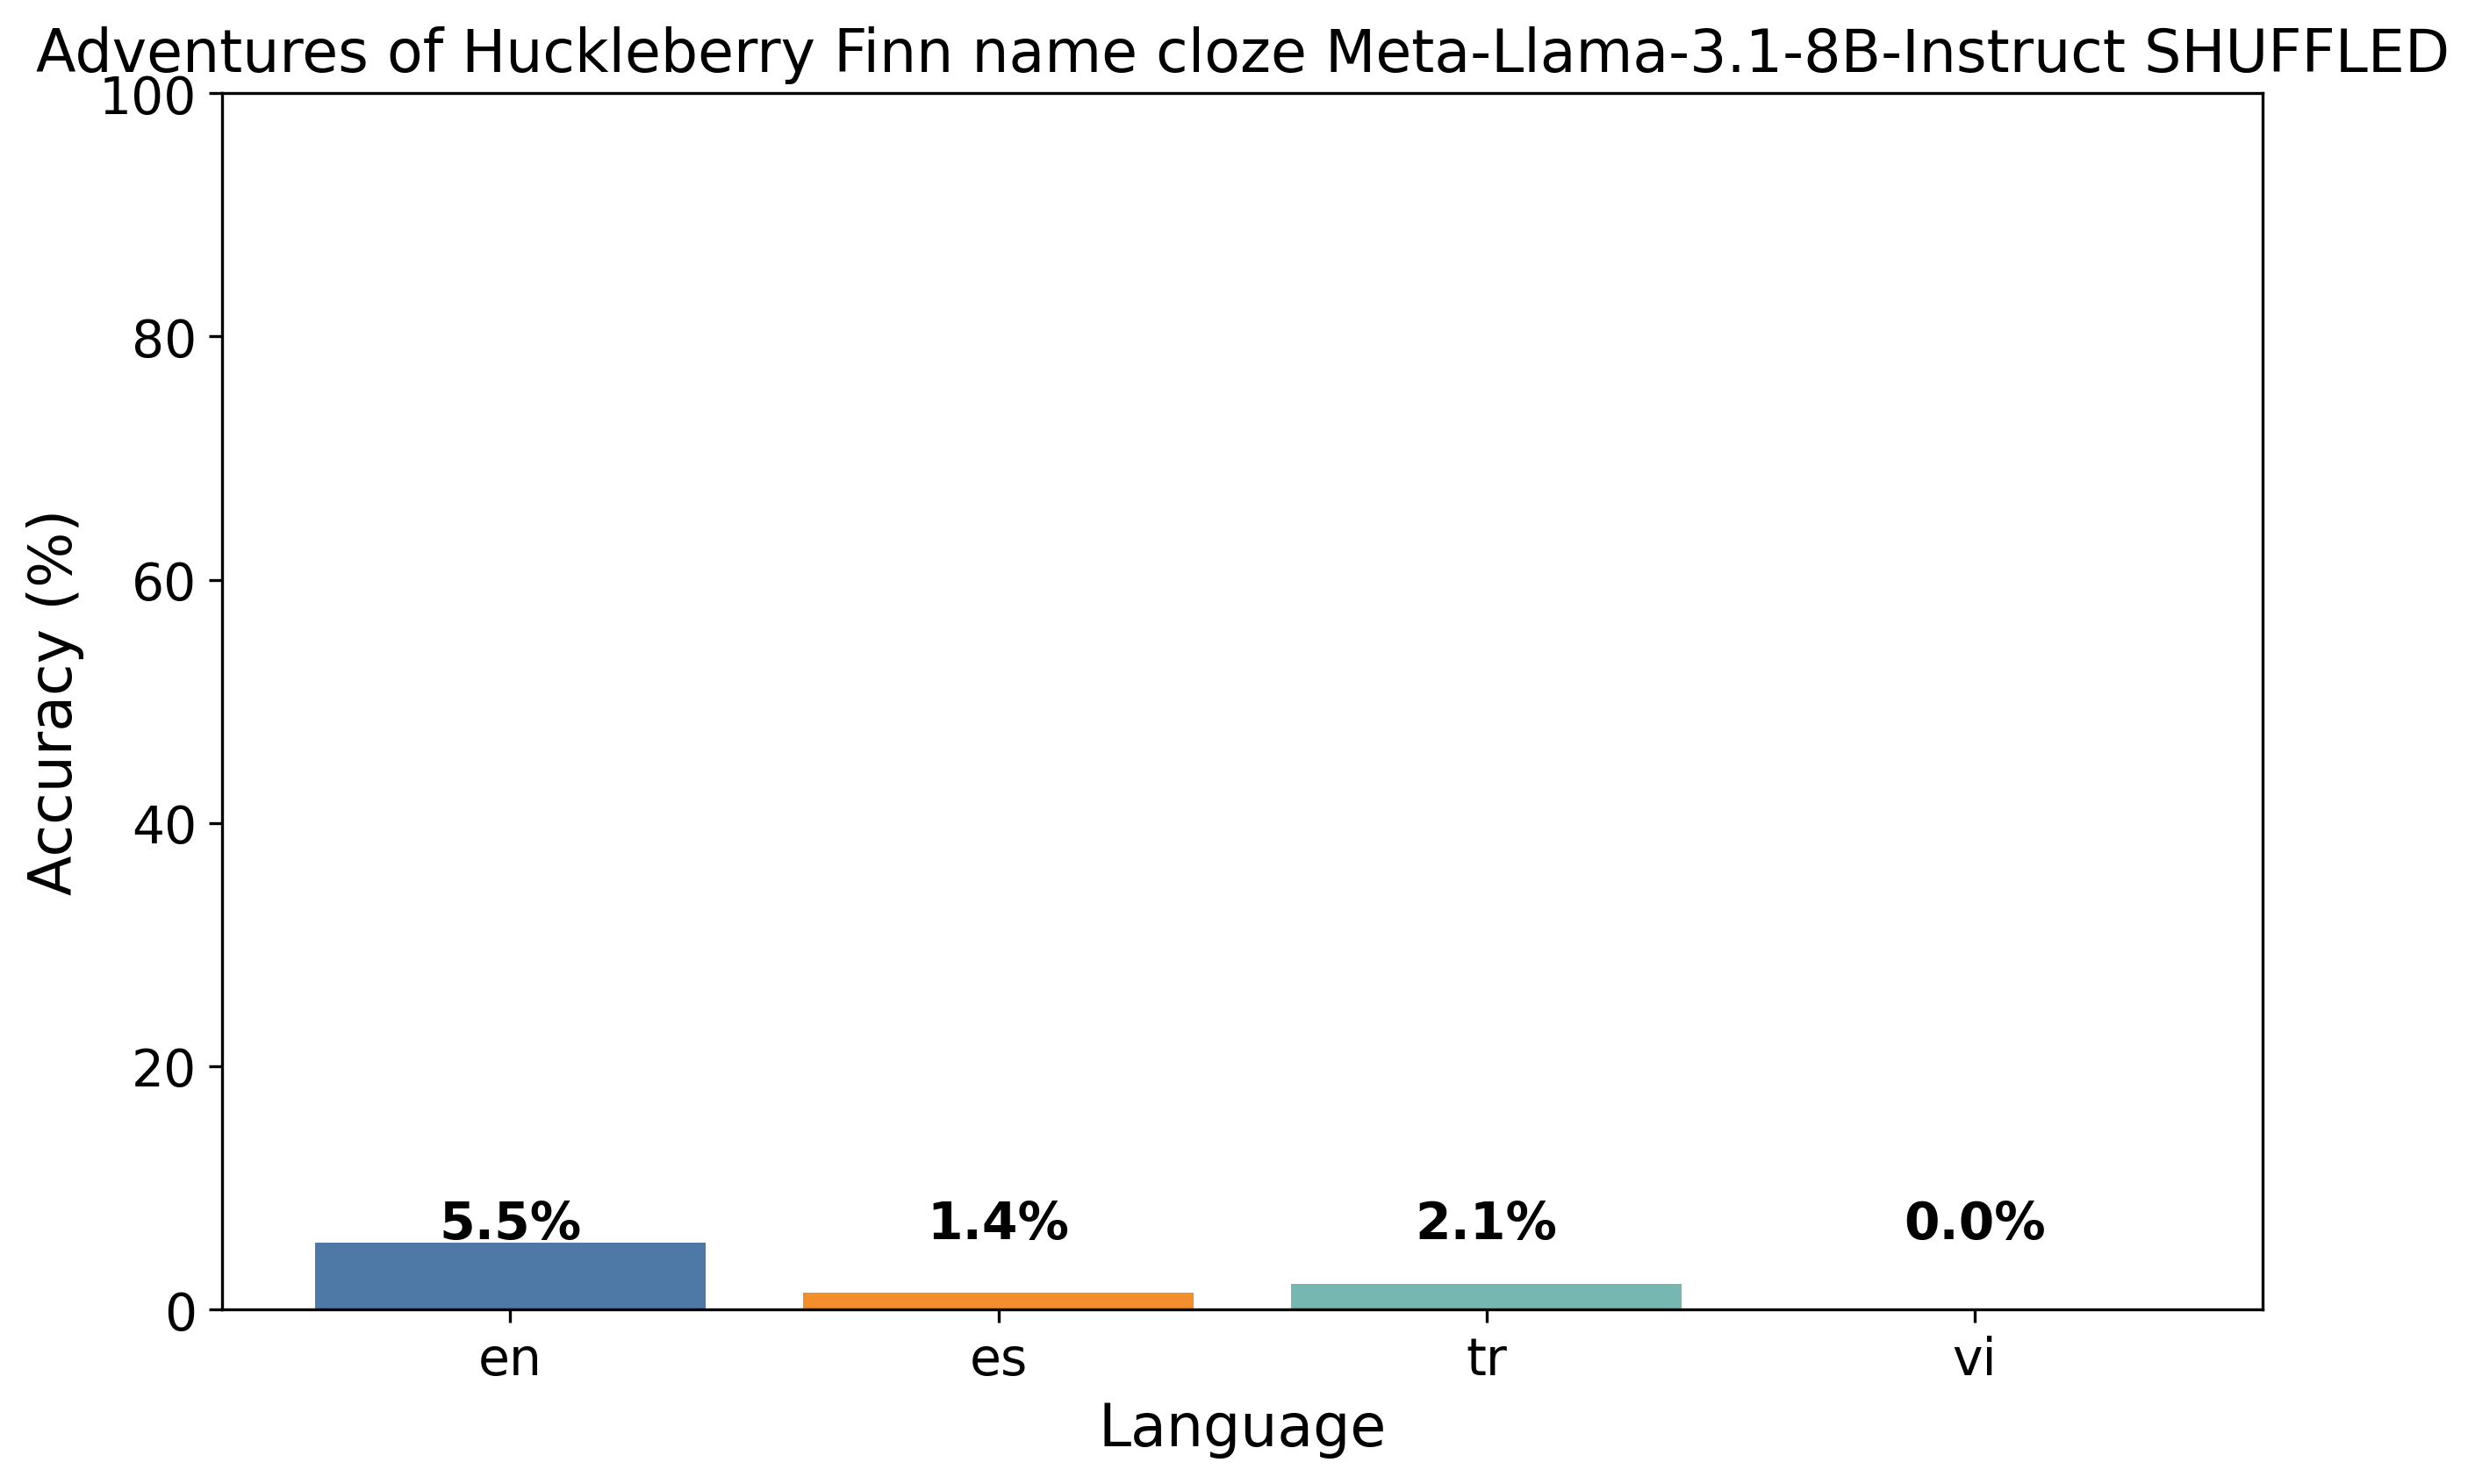 Adventures of Huckleberry Finn name cloze Meta-Llama-3.1-8B-Instruct SHUFFLED
100
80
60
40
20
0
Accuracy (%)
5.5%
1.4%
2.1%
0.0%
en
es
tr
vi
Language